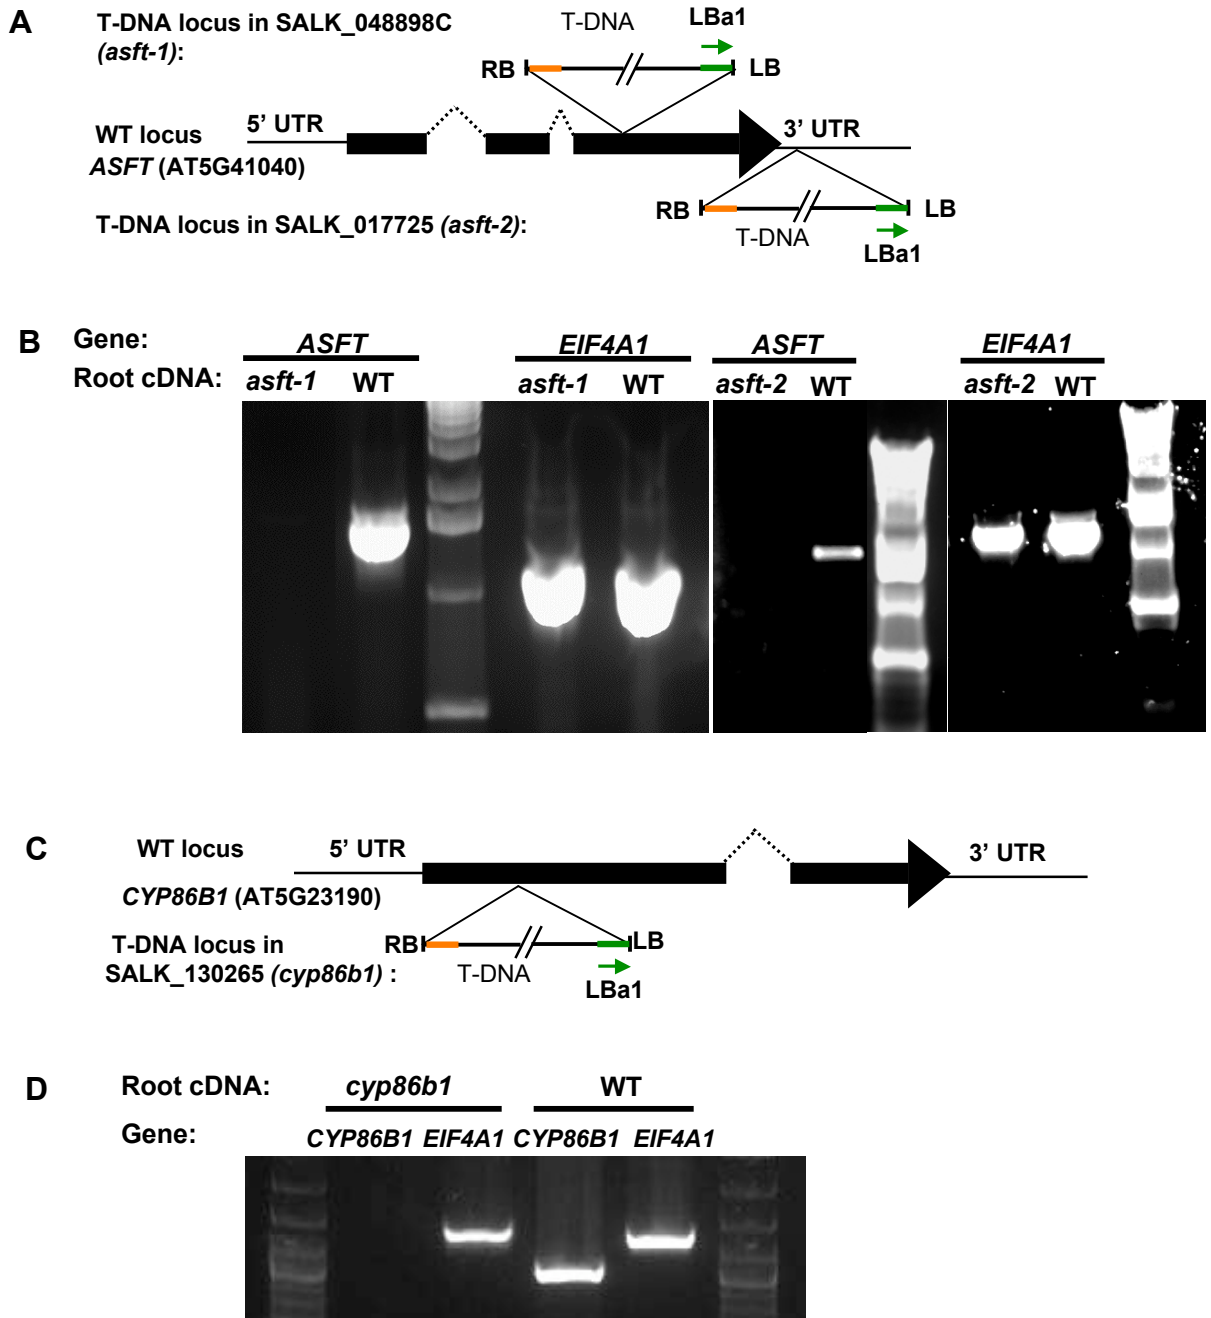 A
T-DNA locus in SALK_048898C
(asft-1):
T-DNA
LBa1
RB
LB
WT locus
5’ UTR
3’ UTR
ASFT (AT5G41040)
RB
LB
T-DNA locus in SALK_017725 (asft-2):
T-DNA
LBa1
B
Gene:
ASFT
EIF4A1
ASFT
EIF4A1
Root cDNA:
asft-1
WT
asft-1
WT
asft-2
WT
asft-2
WT
C
WT locus
5’ UTR
3’ UTR
CYP86B1 (AT5G23190)
T-DNA locus in
RB
LB
SALK_130265 (cyp86b1) :
T-DNA
LBa1
D
Root cDNA:
cyp86b1
WT
Gene:
CYP86B1 EIF4A1 CYP86B1 EIF4A1